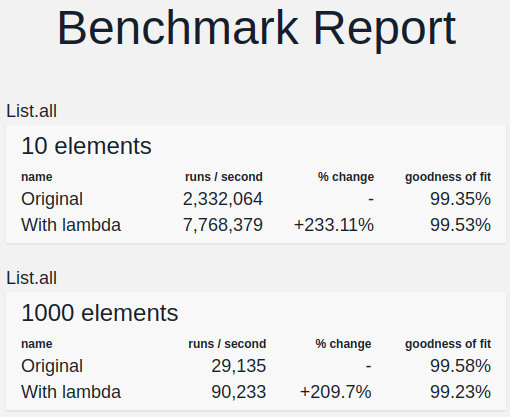 Benchmark Report
List.all
10 elements
name runs / second % change goodness of fit
Original 2,332,064 - 99.35%
With lambda 7,768,379 +233.11% 99.53%
List.all
1000 elements
name runs / second % change goodness of fit
Original 29,135 - 99.58%
With lambda 90,233 +209.7% 99.23%